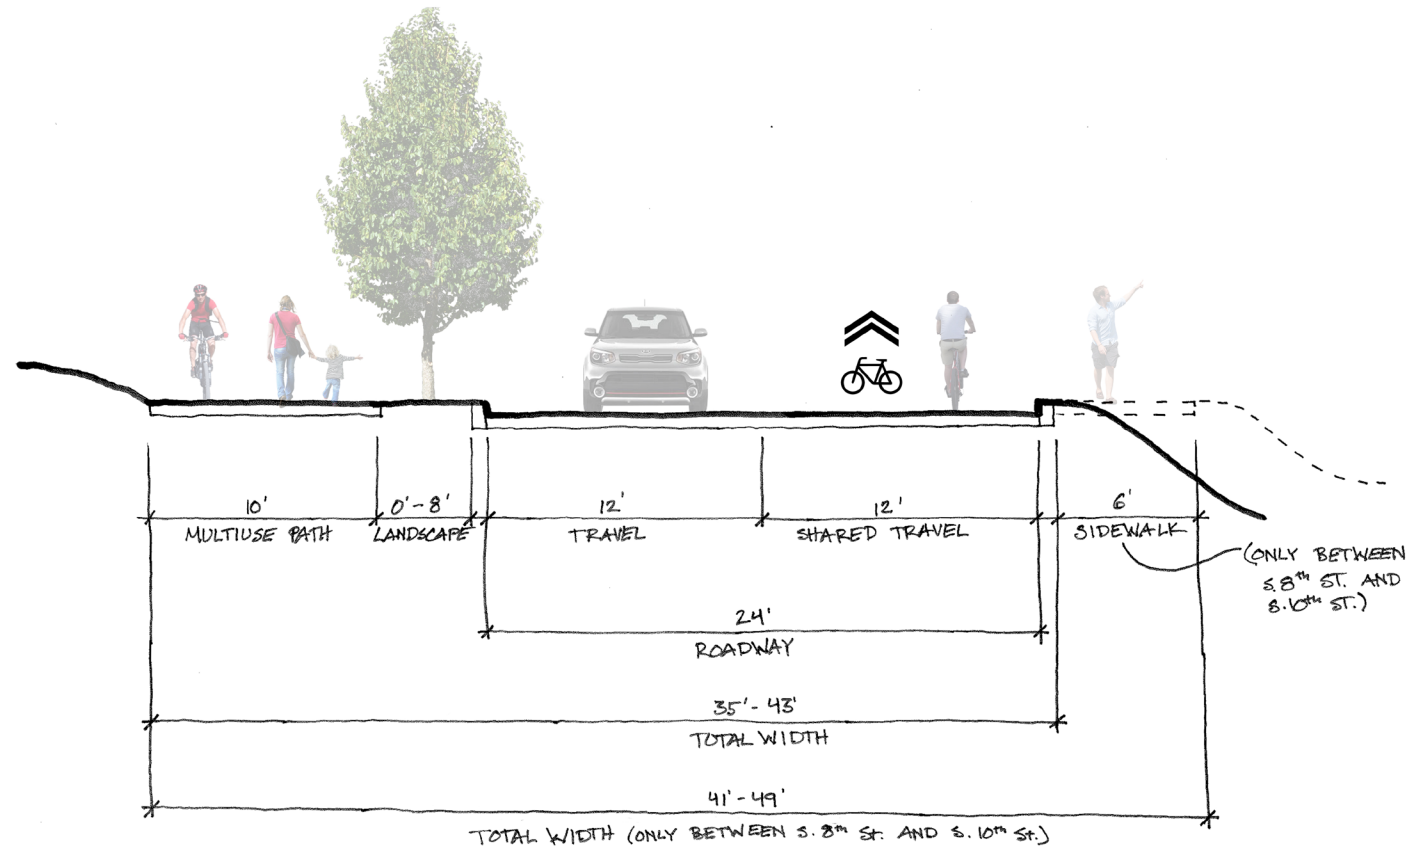 10' 0'-8' 12' 12' 6'
MULTIUSE PATH LANDSCAPE TRAVEL SHARED TRAVEL SIDEWALK
(ONLY BETWEEN
S. 8th ST. AND
S. 10th ST.)
24'
ROADWAY
35'-43'
TOTAL WIDTH
41'-49'
TOTAL WIDTH (ONLY BETWEEN S. 8th St. AND S. 10th St.)